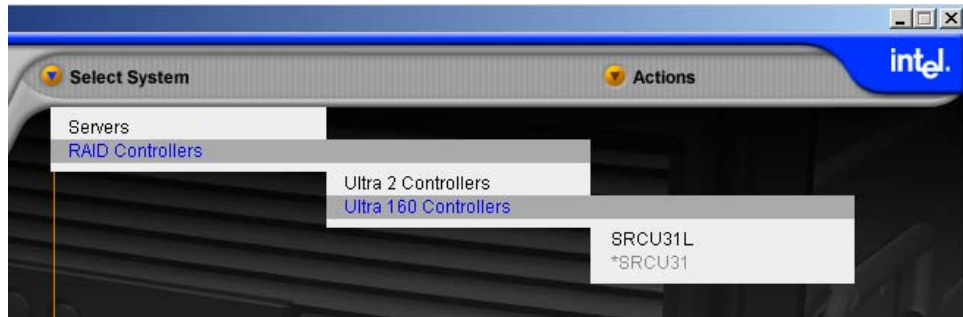 intel.
Select System
Actions
Servers
RAID Controllers
Ultra 2 Controllers
Ultra 160 Controllers
SRCU31L
*SRCU31